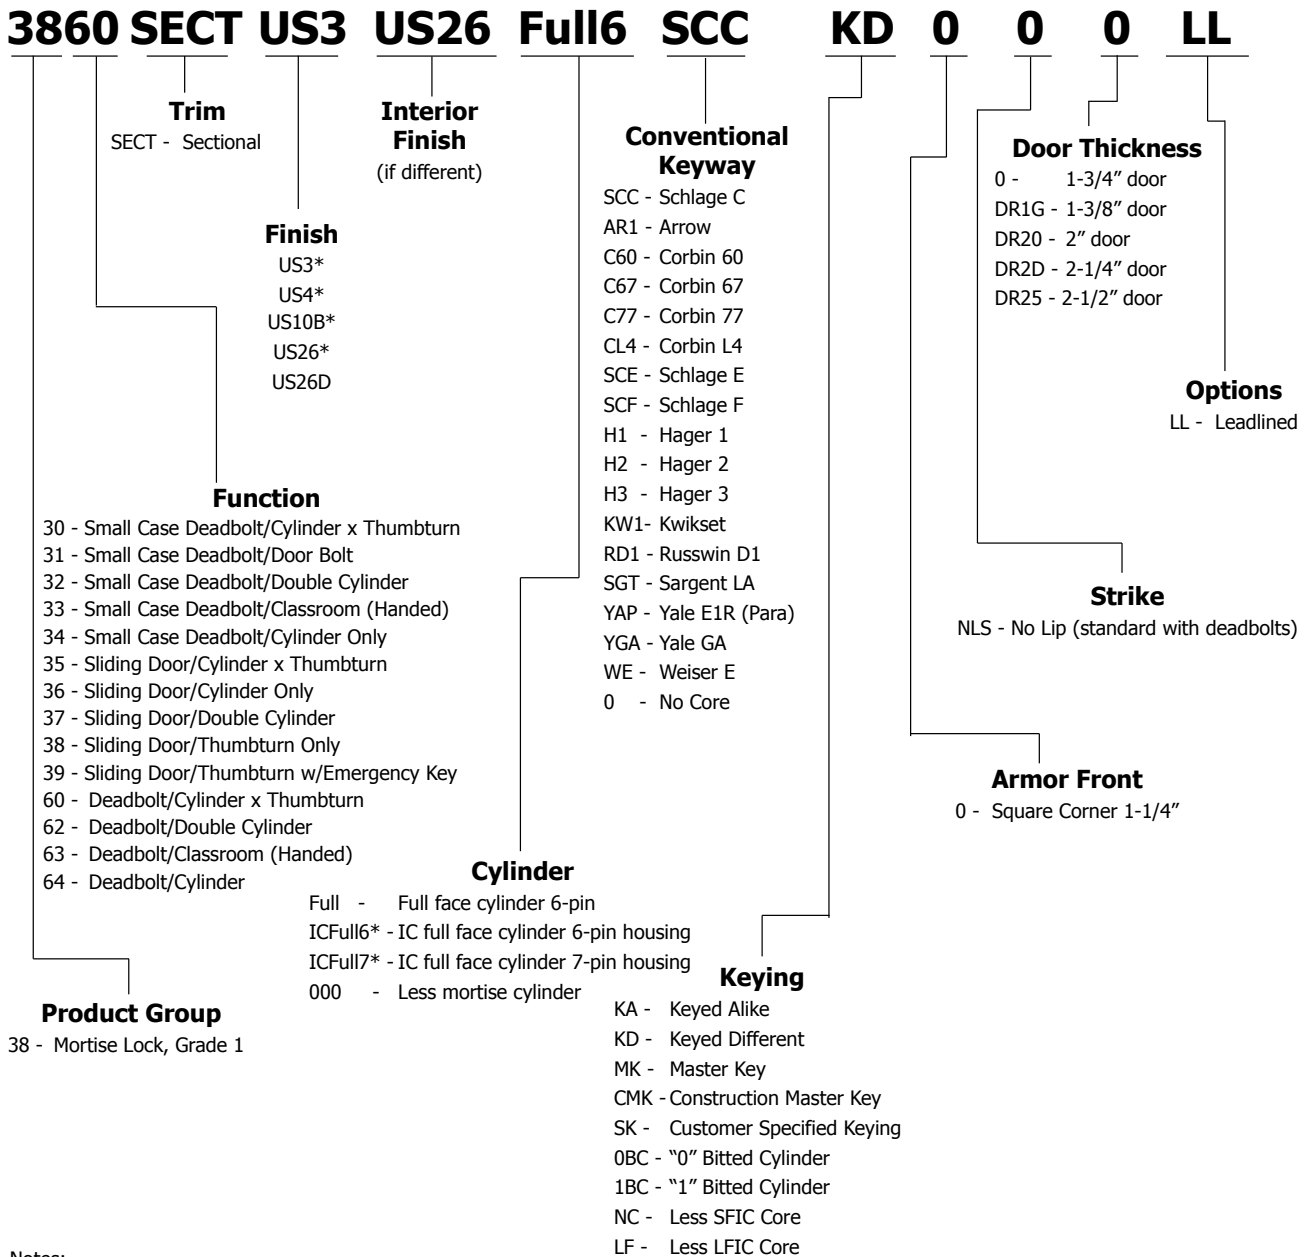 3860 SECT US3 US26 Full6 SCC KD 0 0 0 LL
Trim
SECT - Sectional
Interior
Finish
(if different)
Finish
US3*
US4*
US10B*
US26*
US26D
Conventional
Keyway
SCC - Schlage C
AR1 - Arrow
C60 - Corbin 60
C67 - Corbin 67
C77 - Corbin 77
CL4 - Corbin L4
SCE - Schlage E
SCF - Schlage F
H1 - Hager 1
H2 - Hager 2
H3 - Hager 3
KW1- Kwikset
RD1 - Russwin D1
SGT - Sargent LA
YAP - Yale E1R (Para)
YGA - Yale GA
WE - Weiser E
0 - No Core
Door Thickness
0 - 1-3/4” door
DR1G - 1-3/8” door
DR20 - 2” door
DR2D - 2-1/4” door
DR25 - 2-1/2” door
Options
LL - Leadlined
Function
30 - Small Case Deadbolt/Cylinder x Thumbturn
31 - Small Case Deadbolt/Door Bolt
32 - Small Case Deadbolt/Double Cylinder
33 - Small Case Deadbolt/Classroom (Handed)
34 - Small Case Deadbolt/Cylinder Only
35 - Sliding Door/Cylinder x Thumbturn
36 - Sliding Door/Cylinder Only
37 - Sliding Door/Double Cylinder
38 - Sliding Door/Thumbturn Only
39 - Sliding Door/Thumbturn w/Emergency Key
60 - Deadbolt/Cylinder x Thumbturn
62 - Deadbolt/Double Cylinder
63 - Deadbolt/Classroom (Handed)
64 - Deadbolt/Cylinder
Strike
NLS - No Lip (standard with deadbolts)
Armor Front
0 - Square Corner 1-1/4”
Cylinder
Full - Full face cylinder 6-pin
ICFull6* - IC full face cylinder 6-pin housing
ICFull7* - IC full face cylinder 7-pin housing
000 - Less mortise cylinder
Product Group
38 - Mortise Lock, Grade 1
Keying
KA - Keyed Alike
KD - Keyed Different
MK - Master Key
CMK - Construction Master Key
SK - Customer Specified Keying
0BC - “0” Bitted Cylinder
1BC - “1” Bitted Cylinder
NC - Less SFIC Core
LF - Less LFIC Core
Notes: